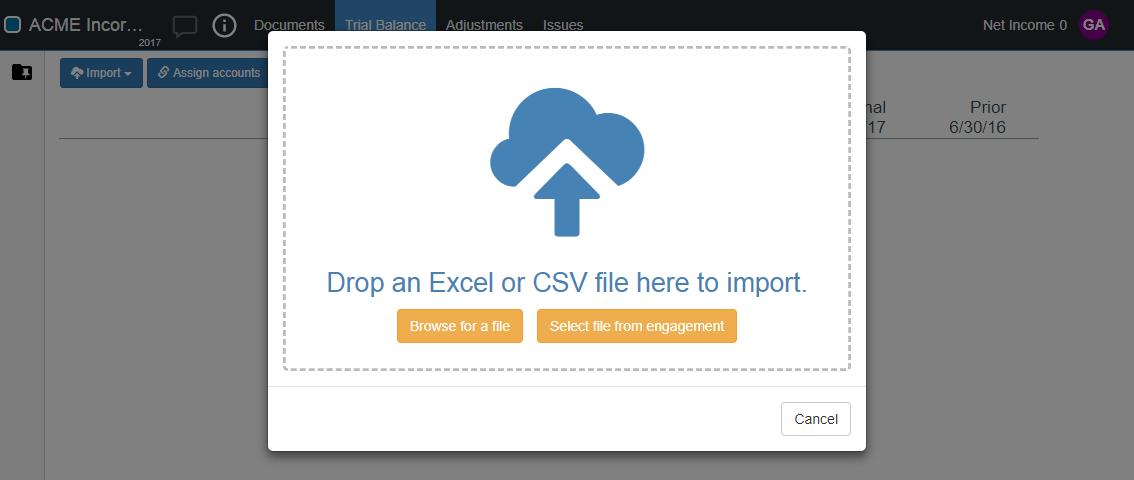 ACME Incor...
2017
Documents
Trial Balance
Adjustments
Issues
Net Income 0
GA
Import
Assign accounts
Prior
/17
6/30/16
Drop an Excel or CSV file here to import.
Browse for a file
Select file from engagement
Cancel